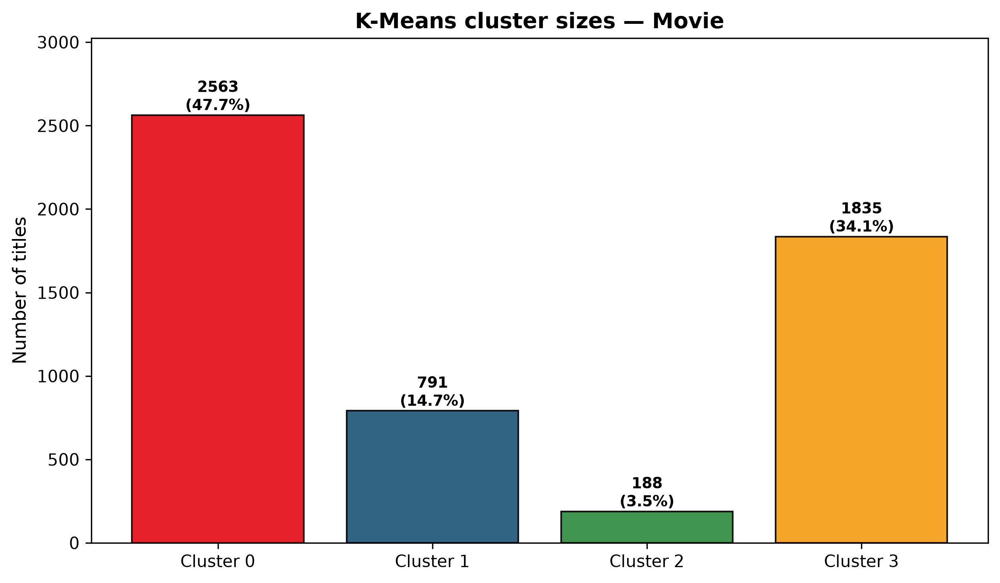 K-Means cluster sizes — Movie
Number of titles
3000
2500
2000
1500
1000
500
0
2563
(47.7%)
791
(14.7%)
188
(3.5%)
1835
(34.1%)
Cluster 0
Cluster 1
Cluster 2
Cluster 3